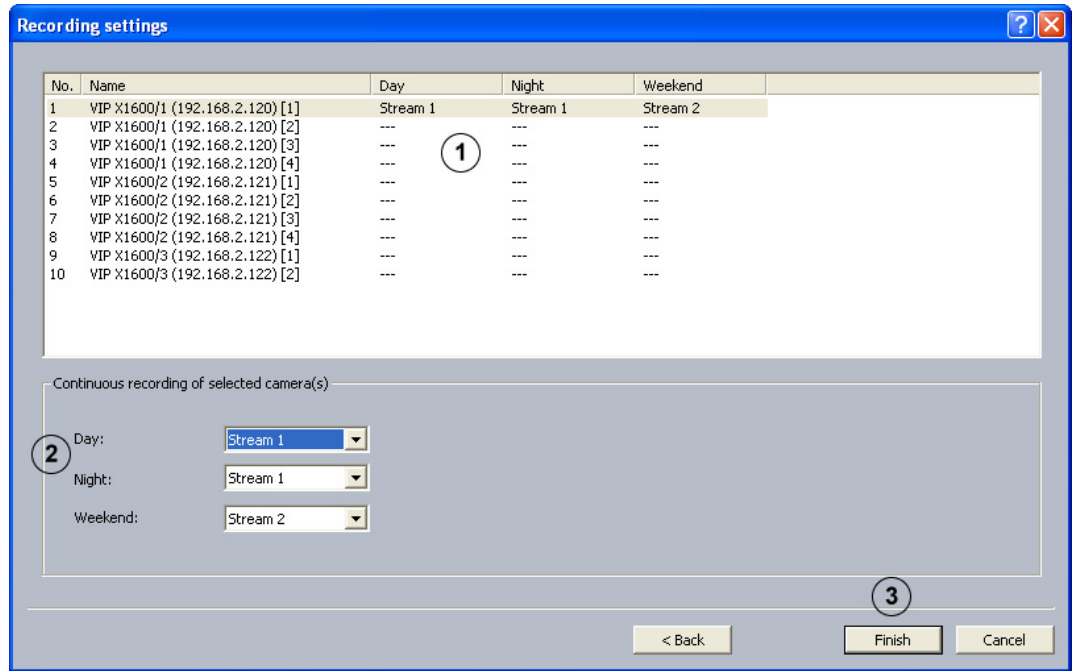 Recording settings
No. Name Day Night Weekend
1 VIP X1600/1 (192.168.2.120) [1] Stream 1 Stream 1 Stream 2
2 VIP X1600/1 (192.168.2.120) [2] --- --- ---
3 VIP X1600/1 (192.168.2.120) [3] --- --- ---
4 VIP X1600/1 (192.168.2.120) [4] --- --- ---
5 VIP X1600/2 (192.168.2.121) [1] --- --- ---
6 VIP X1600/2 (192.168.2.121) [2] --- --- ---
7 VIP X1600/2 (192.168.2.121) [3] --- --- ---
8 VIP X1600/2 (192.168.2.121) [4] --- --- ---
9 VIP X1600/3 (192.168.2.122) [1] --- --- ---
10 VIP X1600/3 (192.168.2.122) [2] --- --- ---
1
Continuous recording of selected camera(s)
2
Day: Stream 1
Night: Stream 1
Weekend: Stream 2
3
< Back Finish Cancel